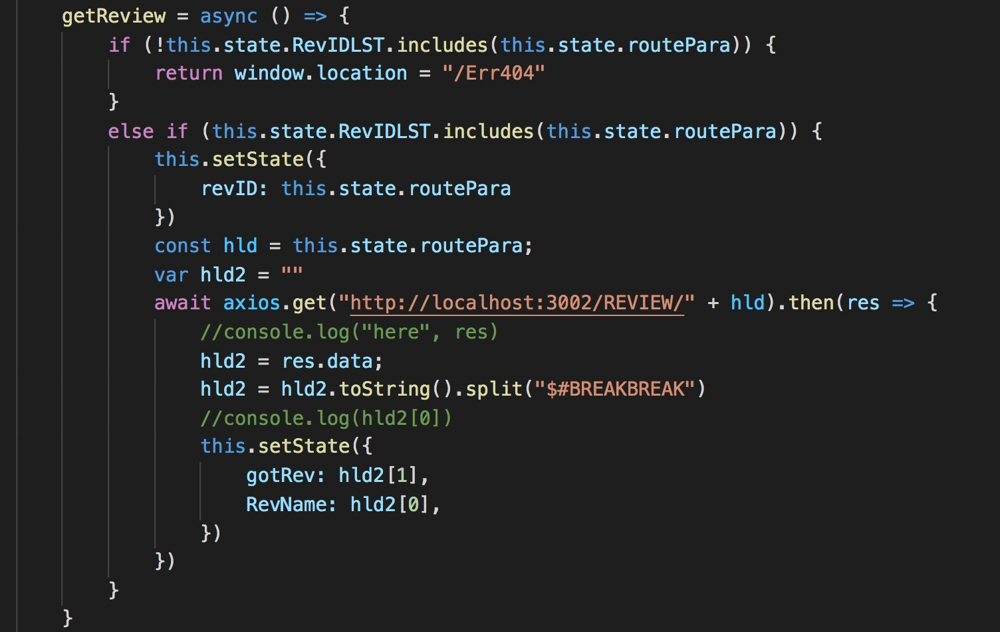 getReview = async () => {
if (!this.state.RevIDLST.includes(this.state.routePara)) {
return window.location = "/Err404"
}
else if (this.state.RevIDLST.includes(this.state.routePara)) {
this.setState({
revID: this.state.routePara
})
const hld = this.state.routePara;
var hld2 = ""
await axios.get("http://localhost:3002/REVIEW/" + hld).then(res => {
//console.log("here", res)
hld2 = res.data;
hld2 = hld2.toString().split("$#BREAKBREAK")
//console.log(hld2[0])
this.setState({
gotRev: hld2[1],
RevName: hld2[0],
})
})
}
}